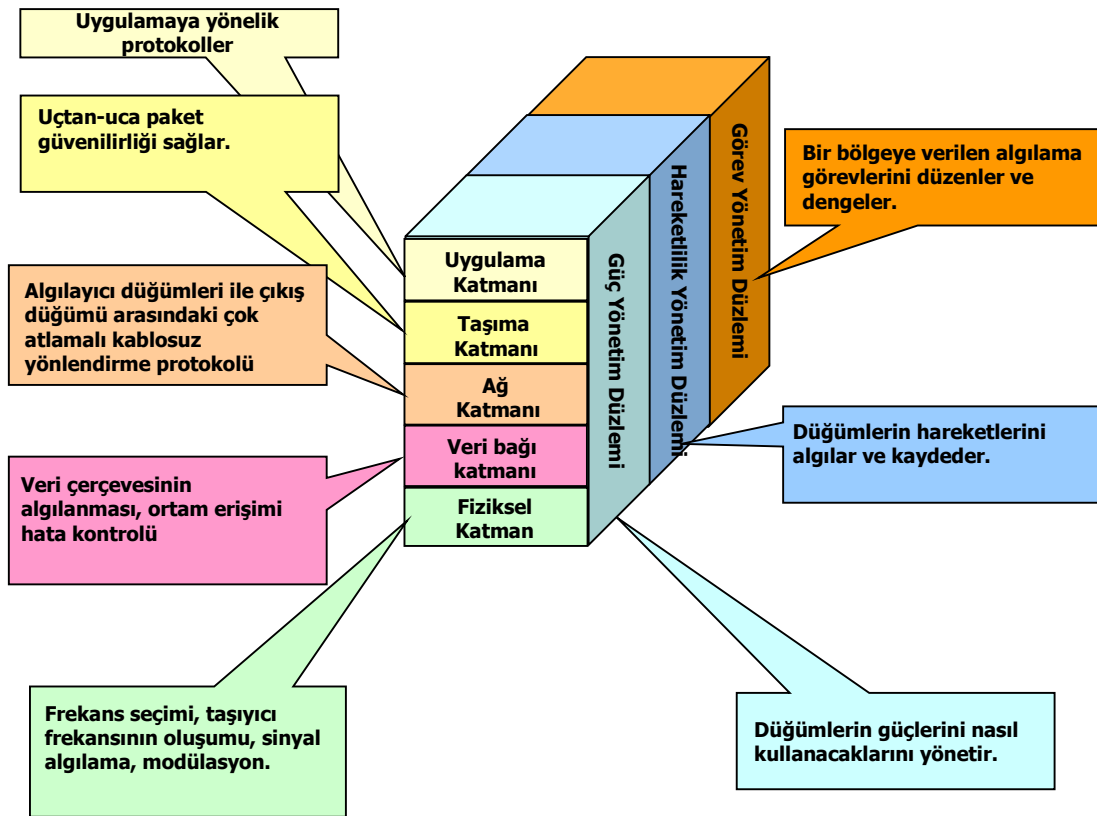 Uygulamaya yönelik
protokoller
Uçtan-uca paket
güvenilirliği sağlar.
Algılayıcı düğümleri ile çıkış
düğümü arasındaki çok
atlamalı kablosuz
yönlendirme protokolü
Veri çerçevesinin
algılanması, ortam erişimi
hata kontrolü
Frekans seçimi, taşıyıcı
frekansının oluşumu, sinyal
algılama, modülasyon.
Uygulama
Katmanı
Taşıma
Katmanı
Ağ
Katmanı
Veri bağı
katmanı
Fiziksel
Katman
Güç Yönetim Düzlemi
Hareketlilik Yönetim Düzlemi
Görev Yönetim Düzlemi
Bir bölgeye verilen algılama
görevlerini düzenler ve
dengeler.
Düğümlerin hareketlerini
algılar ve kaydeder.
Düğümlerin güçlerini nasıl
kullanacaklarını yönetir.